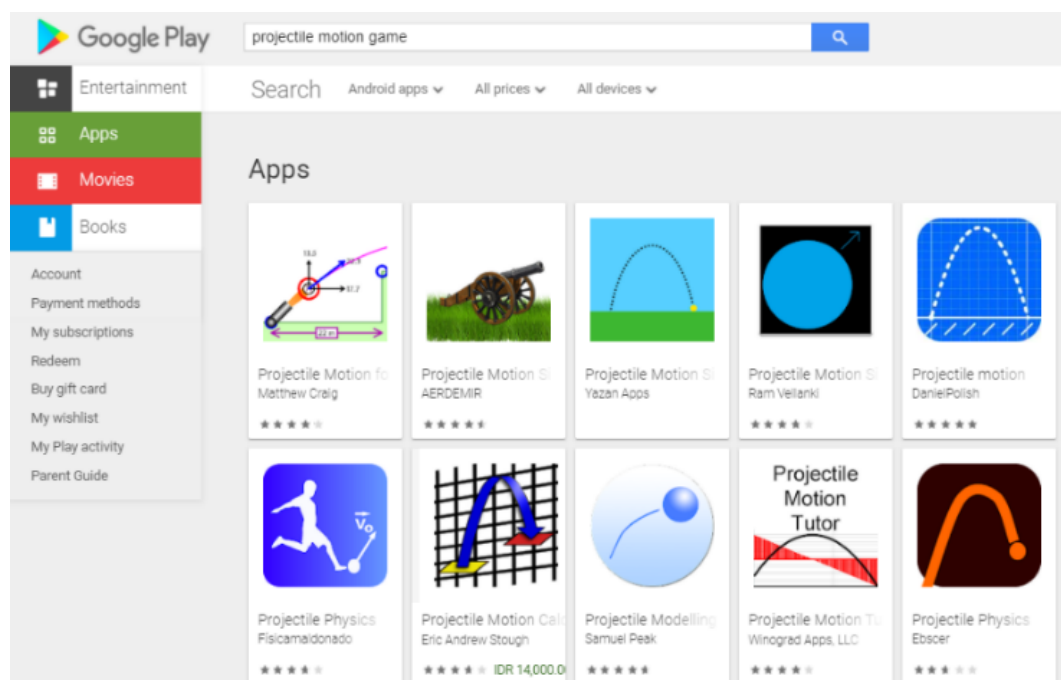 Google Play
projectile motion game
Entertainment
Search Android apps All prices All devices
Apps
Movies
Books
Account
Payment methods
My subscriptions
Redeem
Buy gift card
My wishlist
My Play activity
Parent Guide
Apps
Projectile Motion fo
Matthew Craig
Projectile Motion Si
AERDEMIR
Projectile Motion Si
Yazan Apps
Projectile Motion Si
Ram Vellanki
Projectile motion
DanielPolish
V₀
Projectile Physics
Fisicamaldonado
Projectile Motion Calc
Eric Andrew Stough
IDR 14,000.0
Projectile Modelling
Samuel Peak
Projectile
Motion
Tutor
Projectile Motion Tu
Winograd Apps, LLC
Projectile Physics
Ebscer